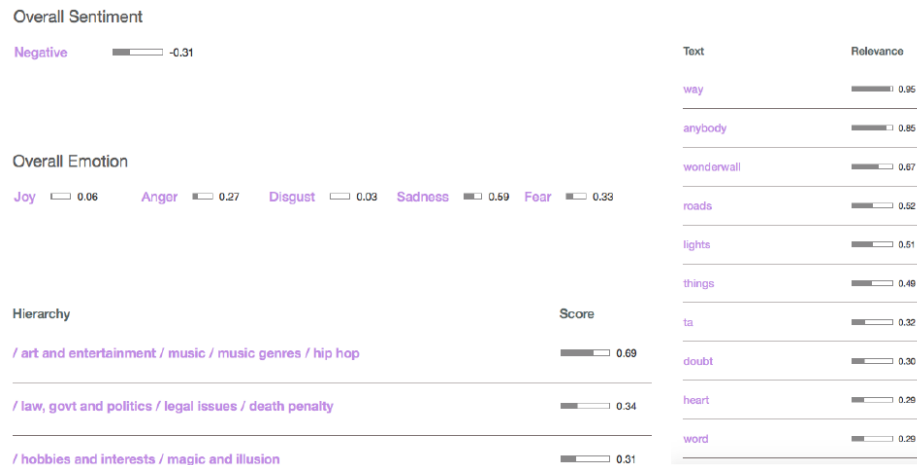 Overall Sentiment
Negative -0.31
Overall Emotion
Joy 0.06 Anger 0.27 Disgust 0.03 Sadness 0.59 Fear 0.33
Hierarchy Score
/ art and entertainment / music / music genres / hip hop 0.69
/ law, govt and politics / legal issues / death penalty 0.34
/ hobbies and interests / magic and illusion 0.31
Text Relevance
way 0.95
anybody 0.85
wonderwall 0.67
roads 0.52
lights 0.51
things 0.49
ta 0.32
doubt 0.30
heart 0.29
word 0.29